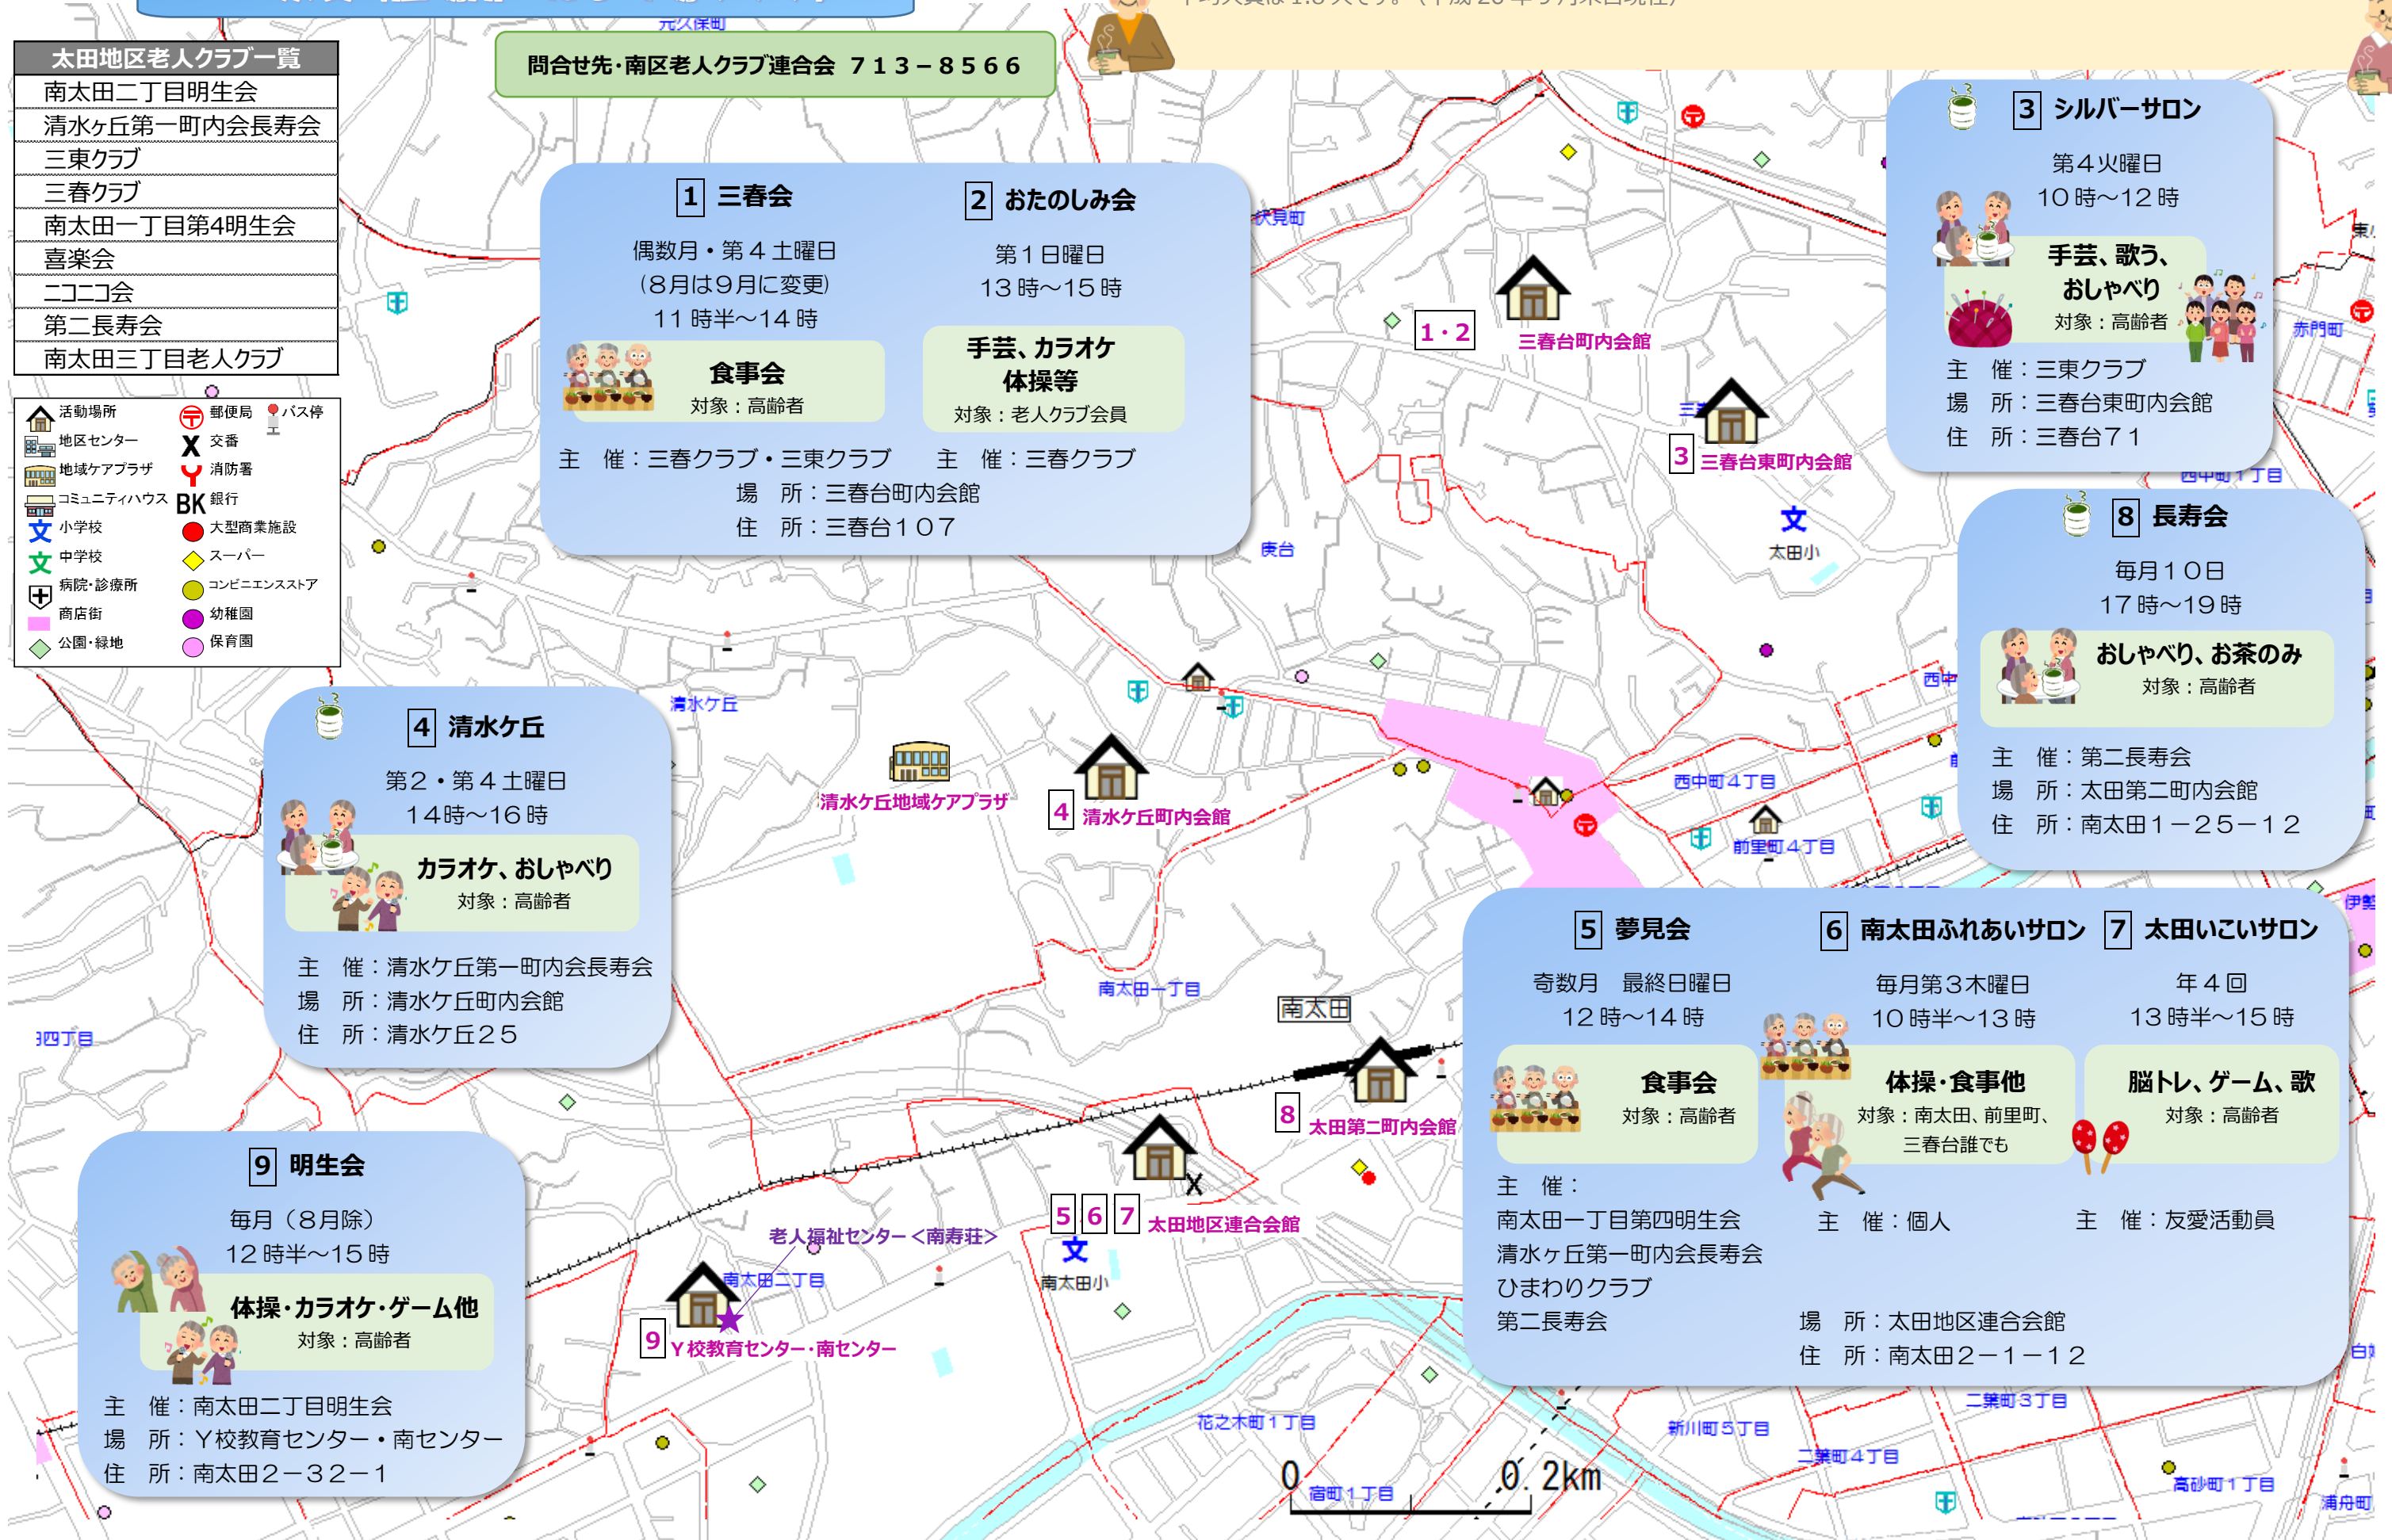 元久保町
太田地区老人クラブ一覧
南太田二丁目明生会
清水ヶ丘第一町内会長寿会
三東クラブ
三春クラブ
南太田一丁目第4明生会
喜楽会
ニコニコ会
第二長寿会
南太田三丁目老人クラブ
問合せ先・南区老人クラブ連合会 ７１３－８５６６
活動場所
地区センター
地域ケアプラザ
コミュニティハウス
小学校
中学校
病院・診療所
商店街
公園・緑地
郵便局
バス停
交番
消防署
BK 銀行
大型商業施設
スーパー
コンビニエンスストア
幼稚園
保育園
1 三春会
偶数月・第４土曜日
(８月は９月に変更)
11時半～14時
食事会
対象：高齢者
主　催：三春クラブ・三東クラブ
2 おたのしみ会
第１日曜日
13時～15時
手芸、カラオケ
体操等
対象：老人クラブ会員
主　催：三春クラブ
場　所：三春台町内会館
住　所：三春台１０７
3 シルバーサロン
第４火曜日
10時～12時
手芸、歌う、
おしゃべり
対象：高齢者
主　催：三東クラブ
場　所：三春台東町内会館
住　所：三春台７１
8 長寿会
毎月１０日
17時～19時
おしゃべり、お茶のみ
対象：高齢者
主　催：第二長寿会
場　所：太田第二町内会館
住　所：南太田１－２５－１２
4 清水ケ丘
第２・第４土曜日
１４時～16時
カラオケ、おしゃべり
対象：高齢者
主　催：清水ケ丘第一町内会長寿会
場　所：清水ケ丘町内会館
住　所：清水ケ丘２５
5 夢見会
奇数月　最終日曜日
12時～14時
食事会
対象：高齢者
主　催：
南太田一丁目第四明生会
清水ヶ丘第一町内会長寿会
ひまわりクラブ
第二長寿会
6 南太田ふれあいサロン
毎月第３木曜日
10時半～13時
体操・食事他
対象：南太田、前里町、
三春台誰でも
主　催：個人
7 太田いこいサロン
年４回
13時半～15時
脳トレ、ゲーム、歌
対象：高齢者
主　催：友愛活動員
場　所：太田地区連合会館
住　所：南太田２－１－１２
9 明生会
毎月（８月除）
12時半～15時
体操・カラオケ・ゲーム他
対象：高齢者
主　催：南太田二丁目明生会
場　所：Ｙ校教育センター・南センター
住　所：南太田２－３２－１
伏見町
1・2
三春台町内会館
3 三春台東町内会館
赤門町
西中町１丁目
太田小
庚台
清水ケ丘
清水ケ丘地域ケアプラザ
4 清水ケ丘町内会館
西中町４丁目
前里町４丁目
南太田一丁目
南太田
8 太田第二町内会館
5 6 7 太田地区連合会館
南太田小
老人福祉センター＜南寿荘＞
南太田二丁目
9 Ｙ校教育センター・南センター
花之木町１丁目
宿町１丁目
新川町５丁目
二葉町３丁目
二葉町４丁目
高砂町１丁目
浦舟町
0 0.2km